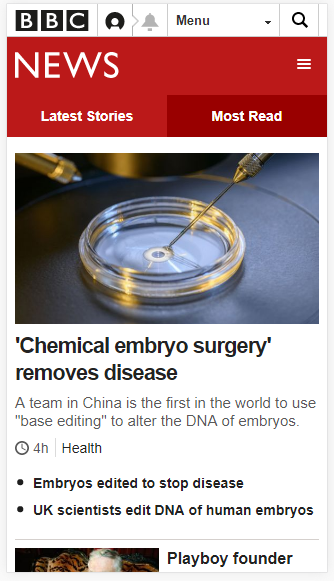 BBC Menu
NEWS
Latest Stories Most Read
'Chemical embryo surgery'
removes disease
A team in China is the first in the world to use
"base editing" to alter the DNA of embryos.
4h Health
Embryos edited to stop disease
UK scientists edit DNA of human embryos
Playboy founder